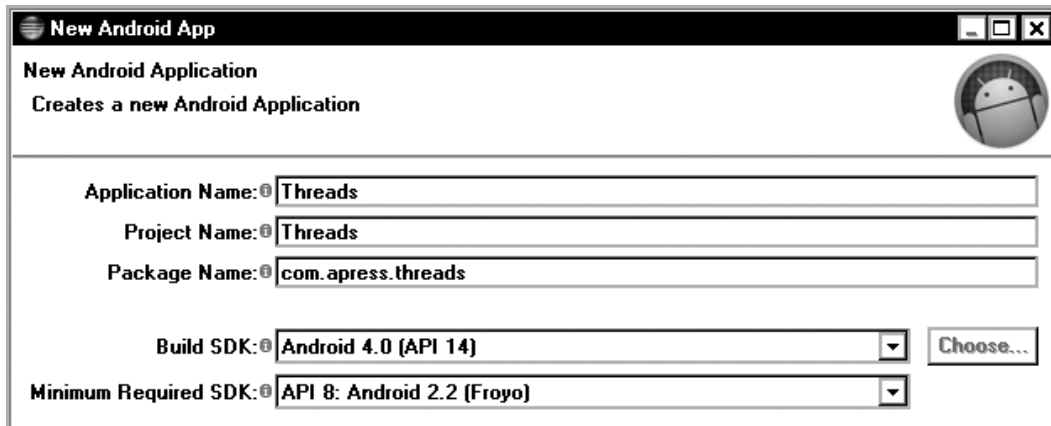 New Android App
New Android Application
Creates a new Android Application
Application Name: Threads
Project Name: Threads
Package Name: com.apress.threads
Build SDK: Android 4.0 (API 14) Choose...
Minimum Required SDK: API 8: Android 2.2 (Froyo)